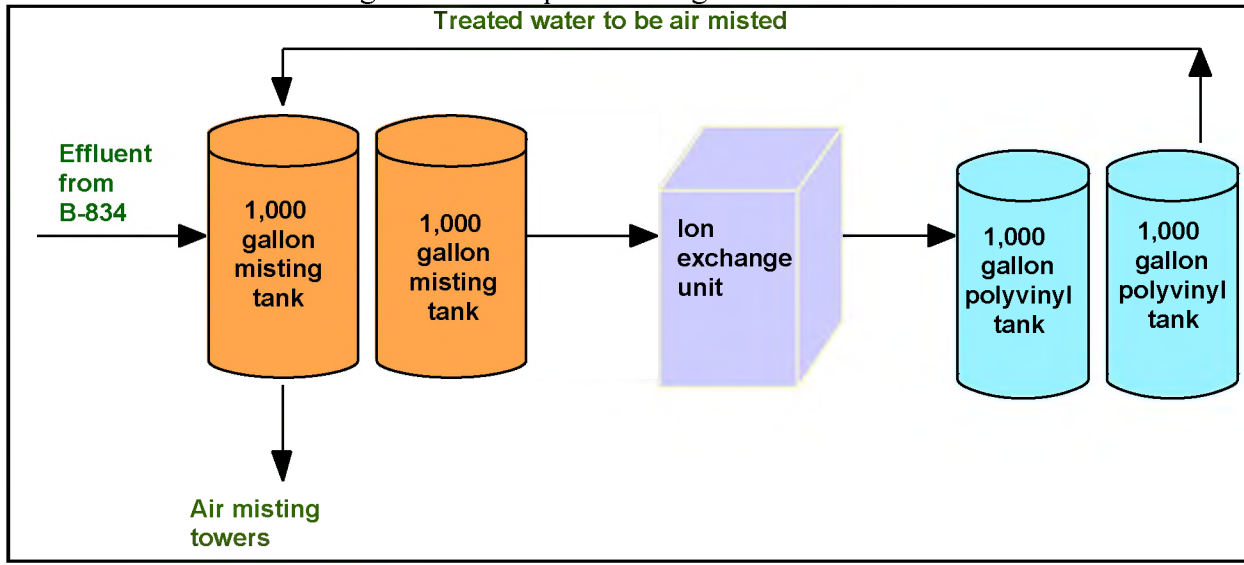 Treated water to be air misted
Effluent
from
B-834
1,000
gallon
misting
tank
1,000
gallon
misting
tank
Ion
exchange
unit
1,000
gallon
polyvinyl
tank
1,000
gallon
polyvinyl
tank
Air misting
towers